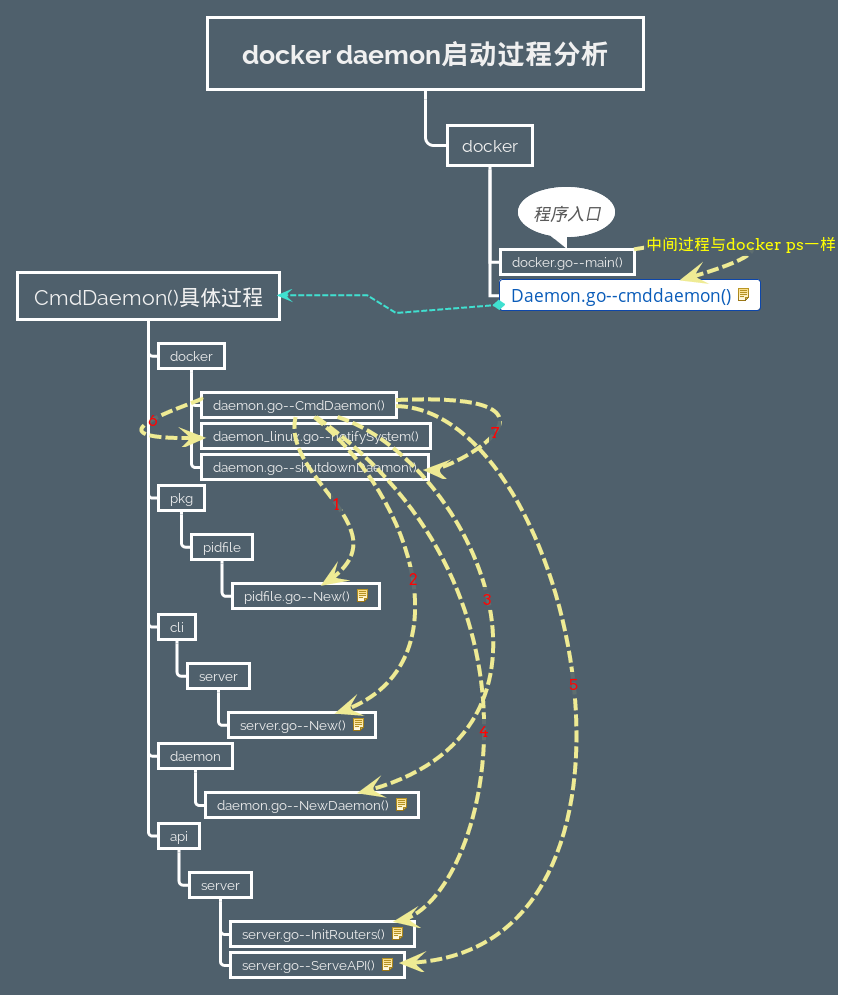 docker daemon启动过程分析
docker
程序入口
中间过程与docker ps一样
docker.go--main()
Daemon.go--cmddaemon()
CmdDaemon()具体过程
docker
daemon.go--CmdDaemon()
6
daemon_linux.go--notifySystem()
7
daemon.go--shutdownDaemon()
pkg
1
pidfile
2
pidfile.go--New()
3
cli
server
5
server.go--New()
4
daemon
daemon.go--NewDaemon()
api
server
server.go--InitRouters()
server.go--ServeAPI()